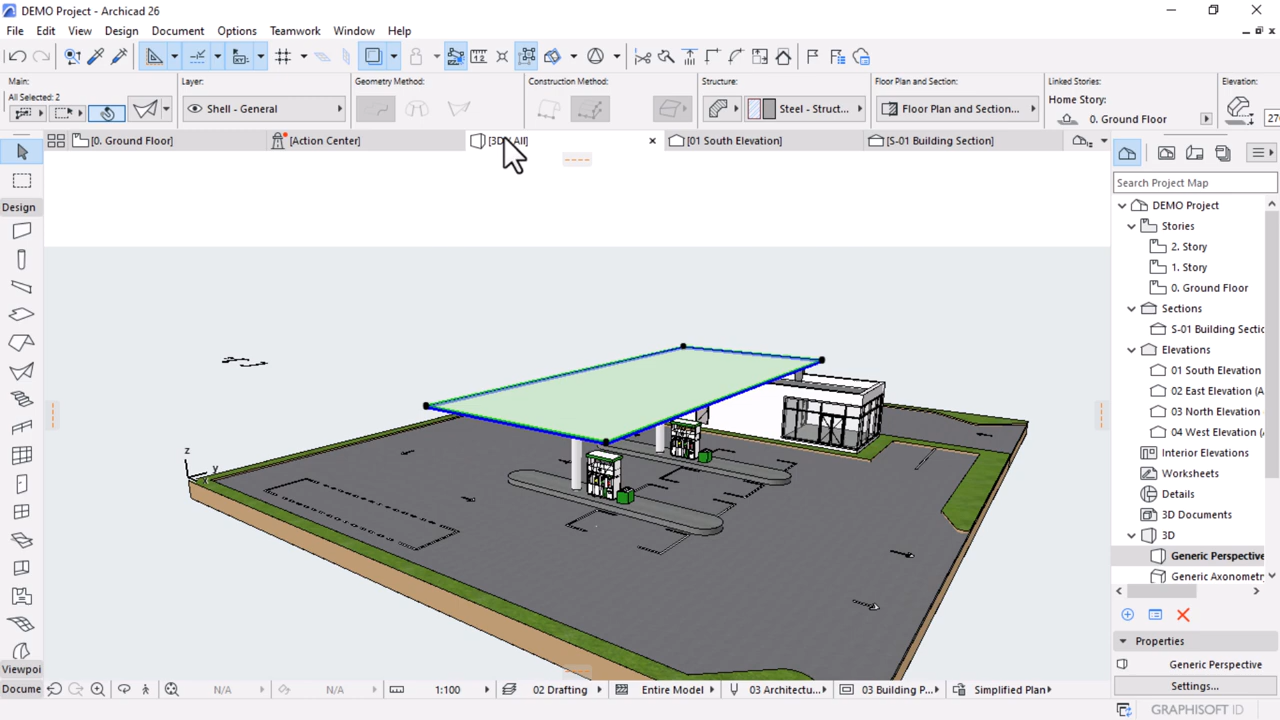 DEMO Project - Archicad 26
File Edit View Design Document Options Teamwork Window Help
Main:
All Selected: 2
Layer:
Shell - General
Geometry Method:
Construction Method:
Structure:
Steel - Struct...
Floor Plan and Section:
Floor Plan and Section...
Linked Stories:
Home Story:
0. Ground Floor
Elevation:
[0. Ground Floor]
[Action Center]
[01 South Elevation]
[S-01 Building Section]
Design
Viewpoi
Docume
z
y
Search Project Map
DEMO Project
Stories
2. Story
1. Story
0. Ground Floor
Sections
S-01 Building Sectio
Elevations
01 South Elevation
02 East Elevation (A
03 North Elevation
04 West Elevation (
Interior Elevations
Worksheets
Details
3D Documents
3D
Generic Perspective
Generic Axonometr
Properties
Generic Perspective
Settings...
N/A
N/A
1:100
02 Drafting
Entire Model
03 Architectu...
03 Building P...
Simplified Plan
GRAPHISOFT ID